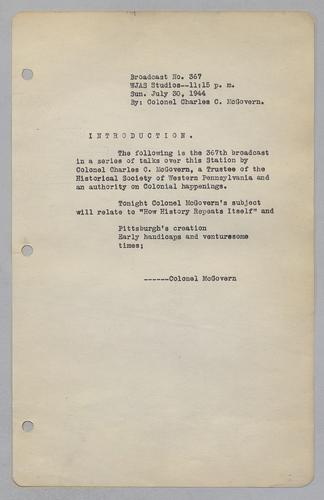 Broadcast No. 367
WJAS Studios--11:15 p. m.
Sun. July 30, 1944
By: Colonel Charles C. McGovern.
I N T R O D U C T I O N .
The following is the 367th broadcast
in a series of talks over this Station by
Colonel Charles C. McGovern, a Trustee of the
Historical Society of Western Pennsylvania and
an authority on Colonial happenings.
Tonight Colonel McGovern's subject
will relate to "How History Repeats Itself" and
Pittsburgh's creation
Early handicaps and venturesome
times;
------Colonel McGovern